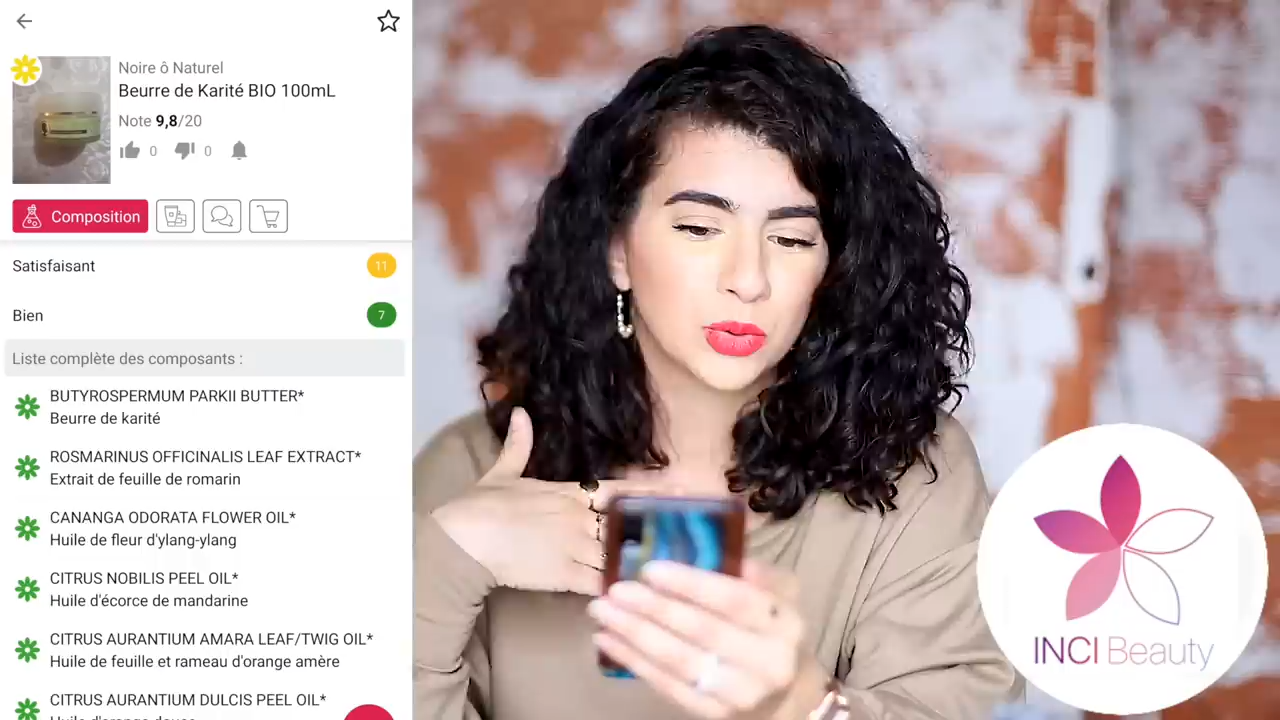 Noire ô Naturel
Beurre de Karité BIO 100mL
Note 9,8/20
0 0
Composition
Satisfaisant 11
Bien 7
Liste complète des composants :
BUTYROSPERMUM PARKII BUTTER*
Beurre de karité
ROSMARINUS OFFICINALIS LEAF EXTRACT*
Extrait de feuille de romarin
CANANGA ODORATA FLOWER OIL*
Huile de fleur d'ylang-ylang
CITRUS NOBILIS PEEL OIL*
Huile d'écorce de mandarine
CITRUS AURANTIUM AMARA LEAF/TWIG OIL*
Huile de feuille et rameau d'orange amère
CITRUS AURANTIUM DULCIS PEEL OIL*
INCI Beauty